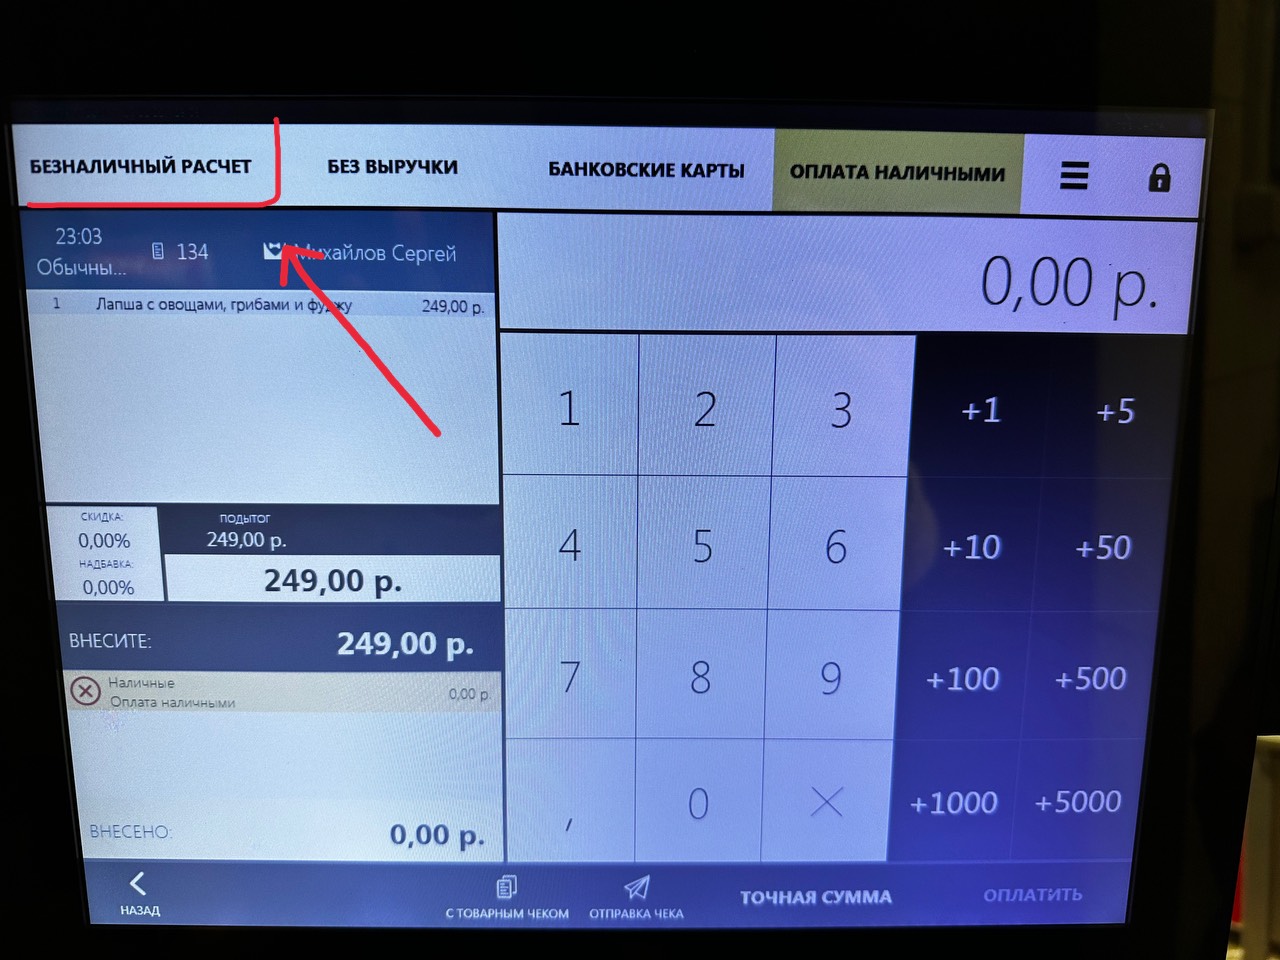 БЕЗНАЛИЧНЫЙ РАСЧЕТ
БЕЗ ВЫРУЧКИ
БАНКОВСКИЕ КАРТЫ
ОПЛАТА НАЛИЧНЫМИ
23:03
Обычны...
134
Михайлов Сергей
1 Лапша с овощами, грибами и фуджу 249,00 р.
СКИДКА:
0,00%
НАДБАВКА:
0,00%
ПОДЫТОГ
249,00 р.
249,00 р.
ВНЕСИТЕ: 249,00 р.
Наличные
Оплата наличными
0,00 р.
ВНЕСЕНО: 0,00 р.
0,00 р.
1 2 3 +1 +5
4 5 6 +10 +50
7 8 9 +100 +500
, 0 +1000 +5000
НАЗАД
С ТОВАРНЫМ ЧЕКОМ
ОТПРАВКА ЧЕКА
ТОЧНАЯ СУММА
ОПЛАТИТЬ